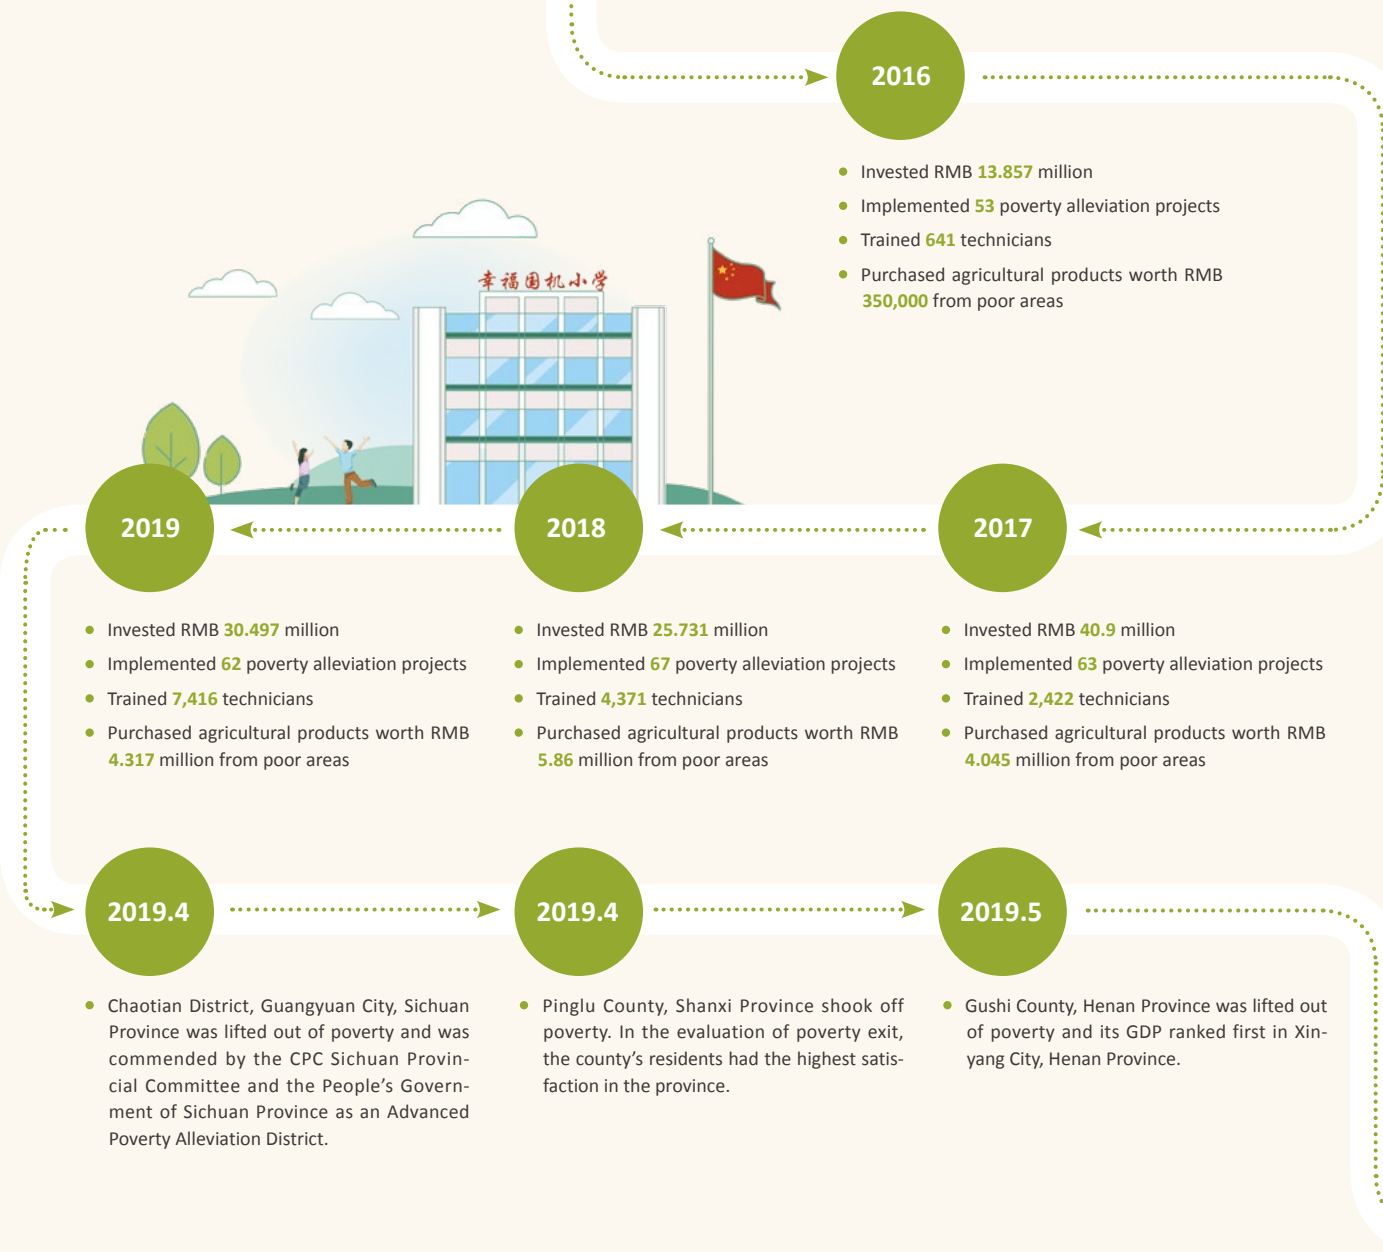 2016
Invested RMB 13.857 million
Implemented 53 poverty alleviation projects
Trained 641 technicians
Purchased agricultural products worth RMB
350,000 from poor areas
幸福国机小学
2017
Invested RMB 40.9 million
Implemented 63 poverty alleviation projects
Trained 2,422 technicians
Purchased agricultural products worth RMB
4.045 million from poor areas
2018
Invested RMB 25.731 million
Implemented 67 poverty alleviation projects
Trained 4,371 technicians
Purchased agricultural products worth RMB
5.86 million from poor areas
2019
Invested RMB 30.497 million
Implemented 62 poverty alleviation projects
Trained 7,416 technicians
Purchased agricultural products worth RMB
4.317 million from poor areas
2019.4
Chaotian District, Guangyuan City, Sichuan
Province was lifted out of poverty and was
commended by the CPC Sichuan Provin-
cial Committee and the People's Govern-
ment of Sichuan Province as an Advanced
Poverty Alleviation District.
2019.4
Pinglu County, Shanxi Province shook off
poverty. In the evaluation of poverty exit,
the county's residents had the highest satis-
faction in the province.
2019.5
Gushi County, Henan Province was lifted out
of poverty and its GDP ranked first in Xin-
yang City, Henan Province.